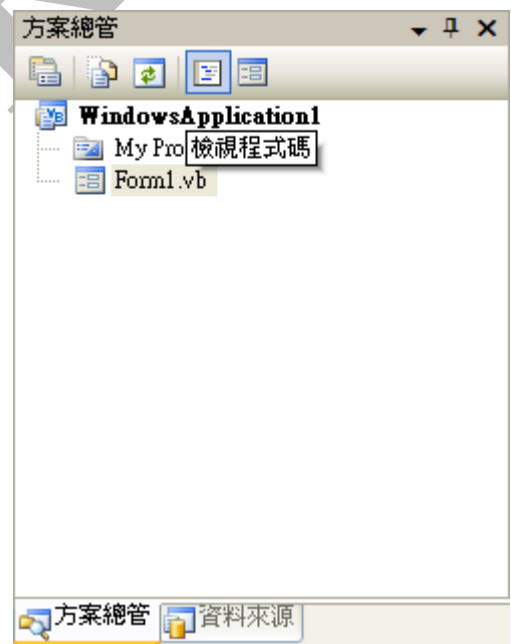 方案總管
WindowsApplication1
My Pro
檢視程式碼
Form1.vb
方案總管
資料來源